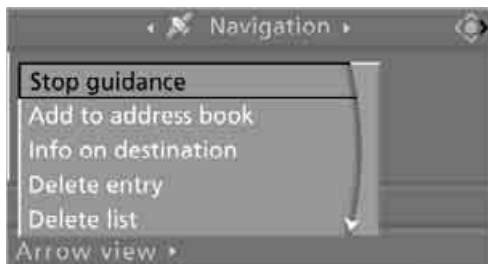 Navigation
Stop guidance
Add to address book
Info on destination
Delete entry
Delete list
Arrow view